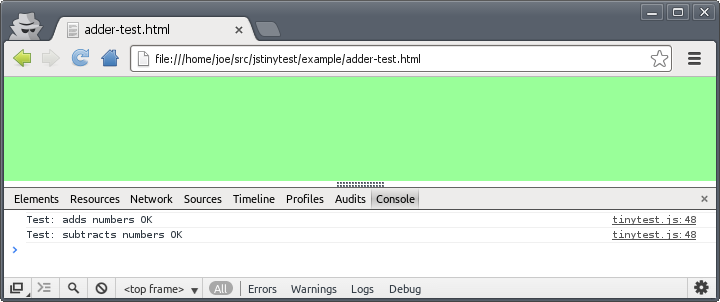 adder-test.html
file:///home/joe/src/jstinytest/example/adder-test.html
Elements Resources Network Sources Timeline Profiles Audits Console
Test: adds numbers OK tinytest.js:48
Test: subtracts numbers OK tinytest.js:48
<top frame> All Errors Warnings Logs Debug